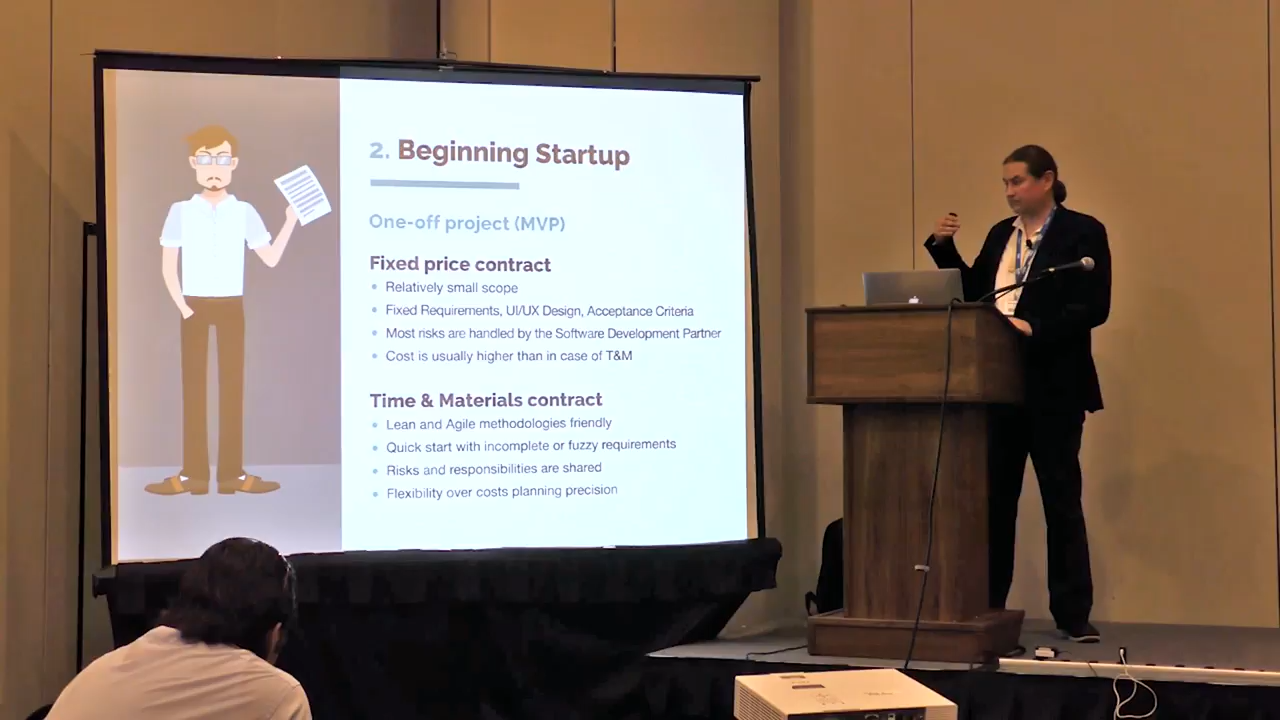 2. Beginning Startup
One-off project (MVP)
Fixed price contract
• Relatively small scope
• Fixed Requirements, UI/UX Design, Acceptance Criteria
• Most risks are handled by the Software Development Partner
• Cost is usually higher than in case of T&M
Time & Materials contract
• Lean and Agile methodologies friendly
• Quick start with incomplete or fuzzy requirements
• Risks and responsibilities are shared
• Flexibility over costs planning precision